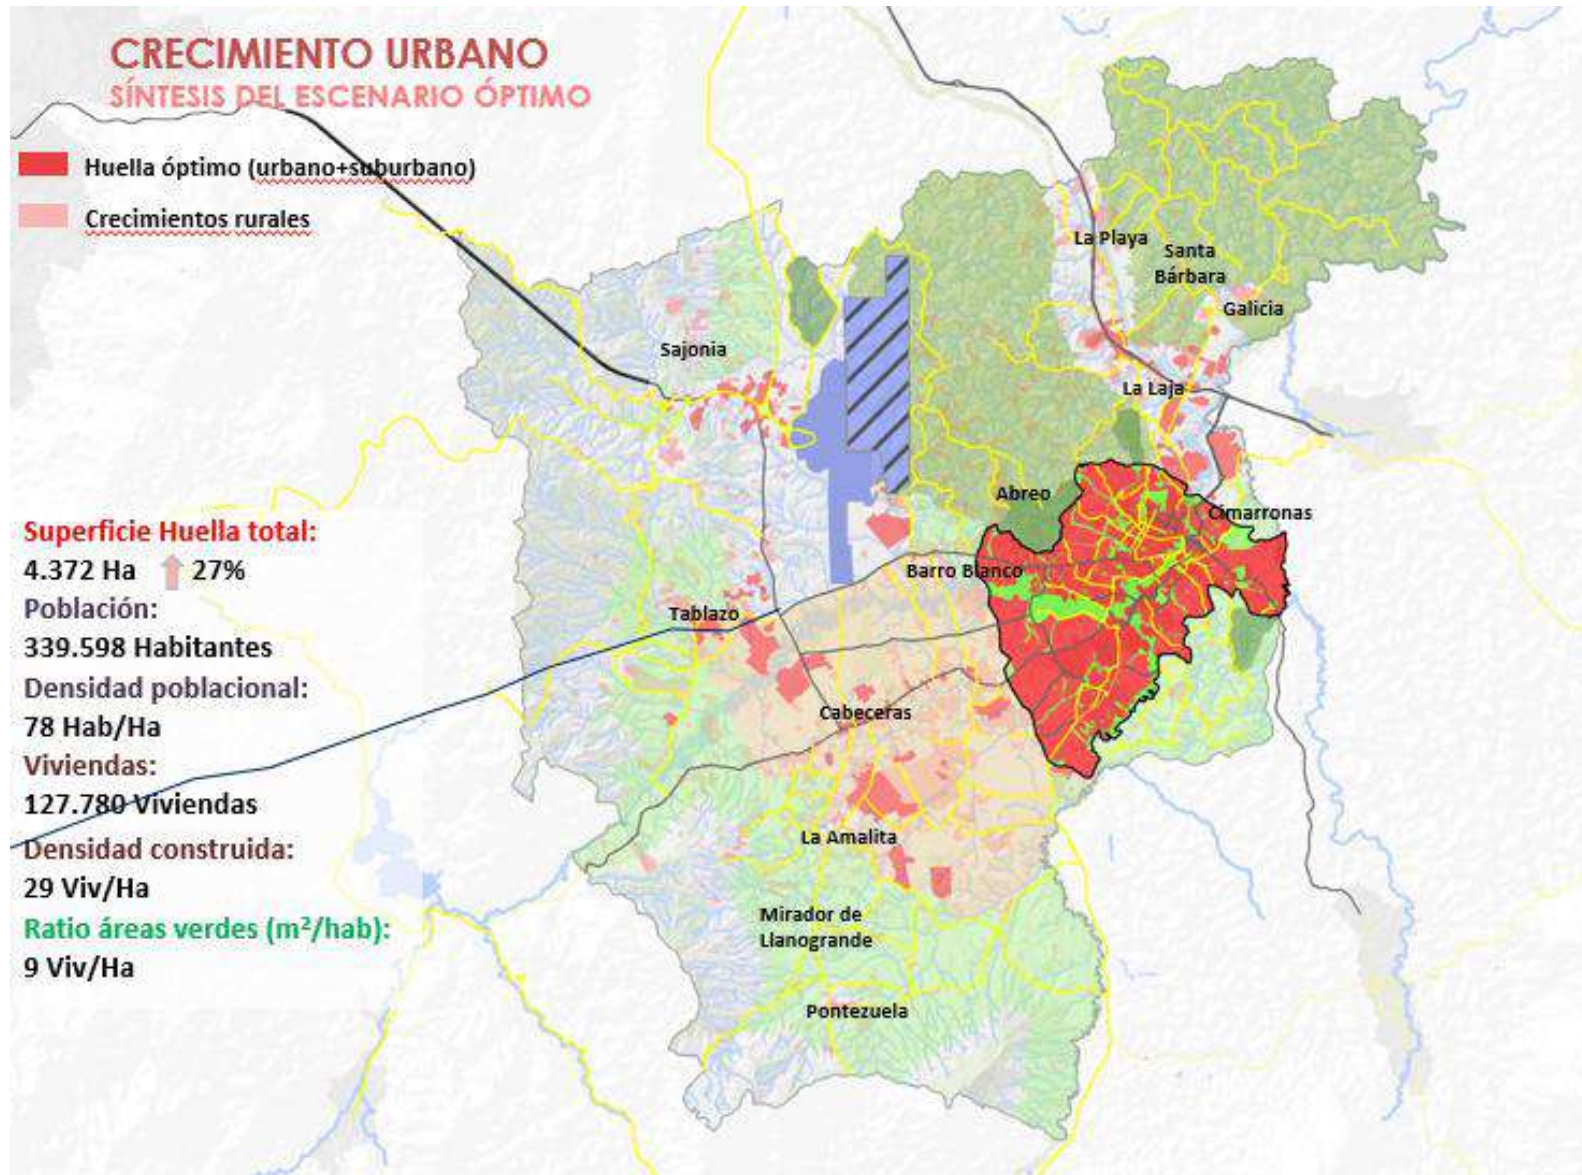 CRECIMIENTO URBANO
SÍNTESIS DEL ESCENARIO ÓPTIMO
Huella óptimo (urbano+suburbano)
Crecimientos rurales
La Playa
Santa
Bárbara
Galicia
Sajonia
La Laja
Abreo
Cimarronas
Barro Blanco
Tablazo
Cabeceras
La Amalita
Mirador de
Llanogrande
Pontezuela
Superficie Huella total:
4.372 Ha 27%
Población:
339.598 Habitantes
Densidad poblacional:
78 Hab/Ha
Viviendas:
127.780 Viviendas
Densidad construida:
29 Viv/Ha
Ratio áreas verdes (m²/hab):
9 Viv/Ha